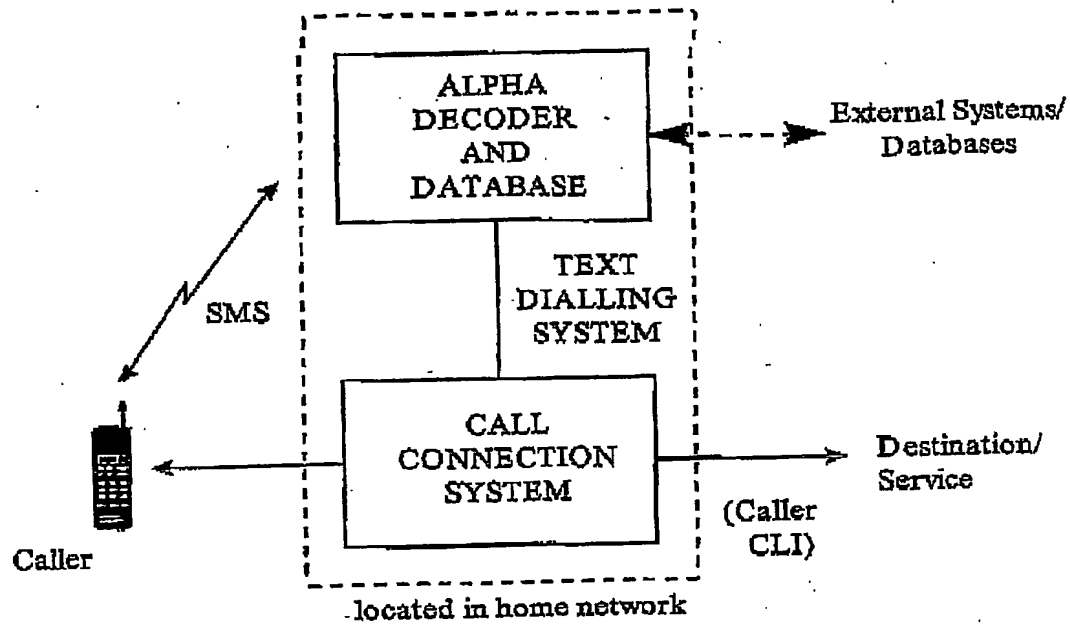 ALPHA
DECODER
AND
DATABASE
External Systems/
Databases
SMS
TEXT
DIALLING
SYSTEM
CALL
CONNECTION
SYSTEM
Destination/
Service
(Caller
CLI)
Caller
located in home network